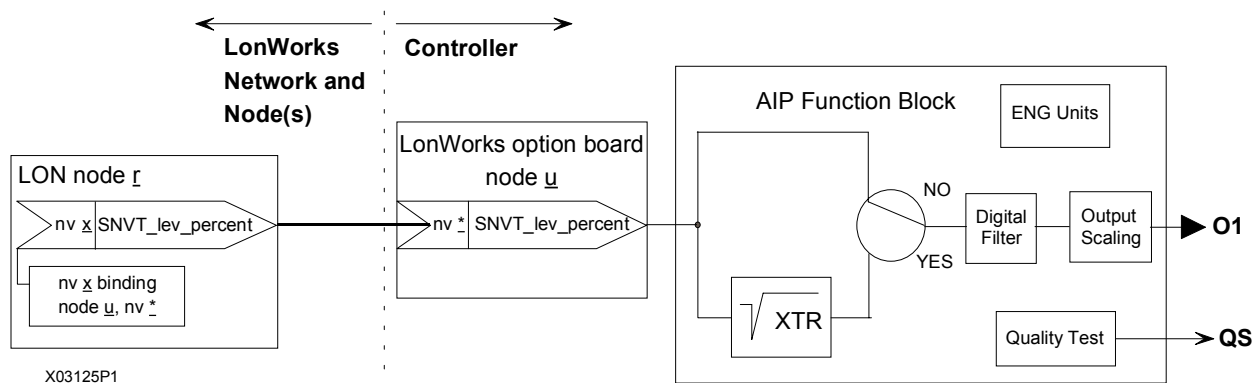 LonWorks
Network and
Node(s)
Controller
LON node r
nv x
SNVT_lev_percent
nv x binding
node u, nv *
LonWorks option board
node u
nv *
SNVT_lev_percent
AIP Function Block
ENG Units
NO
YES
XTR
Digital
Filter
Output
Scaling
O1
Quality Test
QS
X03125P1